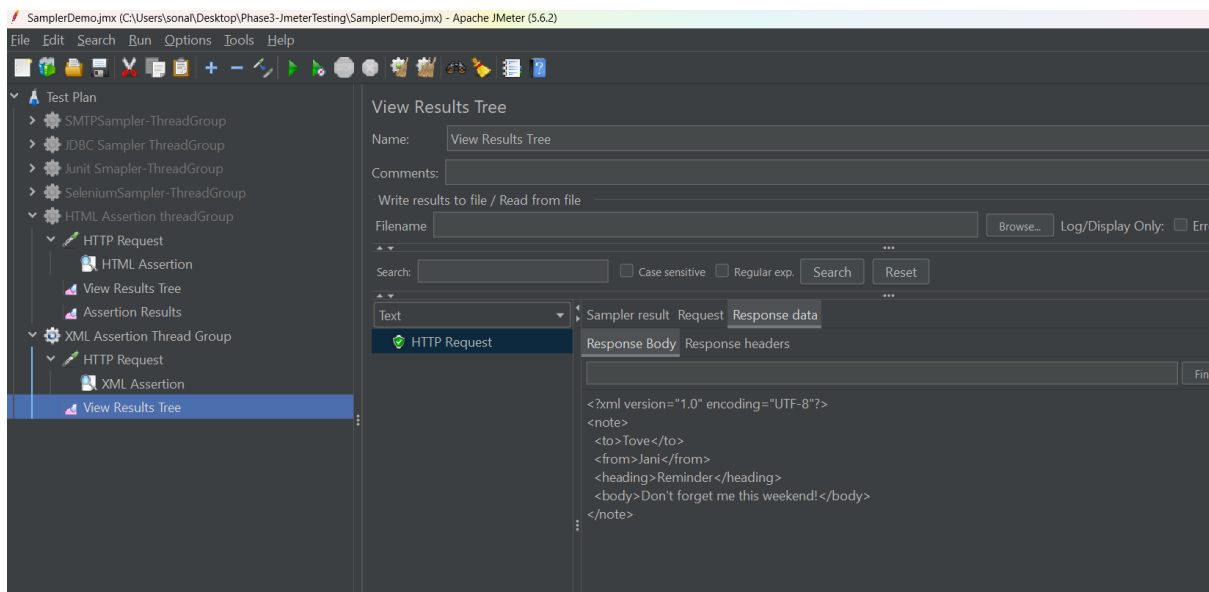 SamplerDemo.jmx (C:\Users\sonal\Desktop\Phase3-JmeterTesting\SamplerDemo.jmx) - Apache JMeter (5.6.2)
File Edit Search Run Options Tools Help
Test Plan
SMTPSampler-ThreadGroup
JDBC Sampler ThreadGroup
Junit Smapler-ThreadGroup
SeleniumSampler-ThreadGroup
HTML Assertion threadGroup
HTTP Request
HTML Assertion
View Results Tree
Assertion Results
XML Assertion Thread Group
HTTP Request
XML Assertion
View Results Tree
View Results Tree
Name: View Results Tree
Comments:
Write results to file / Read from file
Filename Browse... Log/Display Only: Err
Search: Case sensitive Regular exp. Search Reset
Text
HTTP Request
Sampler result Request Response data
Response Body Response headers
Fin
<?xml version="1.0" encoding="UTF-8"?>
<note>
<to>Tove</to>
<from>Jani</from>
<heading>Reminder</heading>
<body>Don't forget me this weekend!</body>
</note>